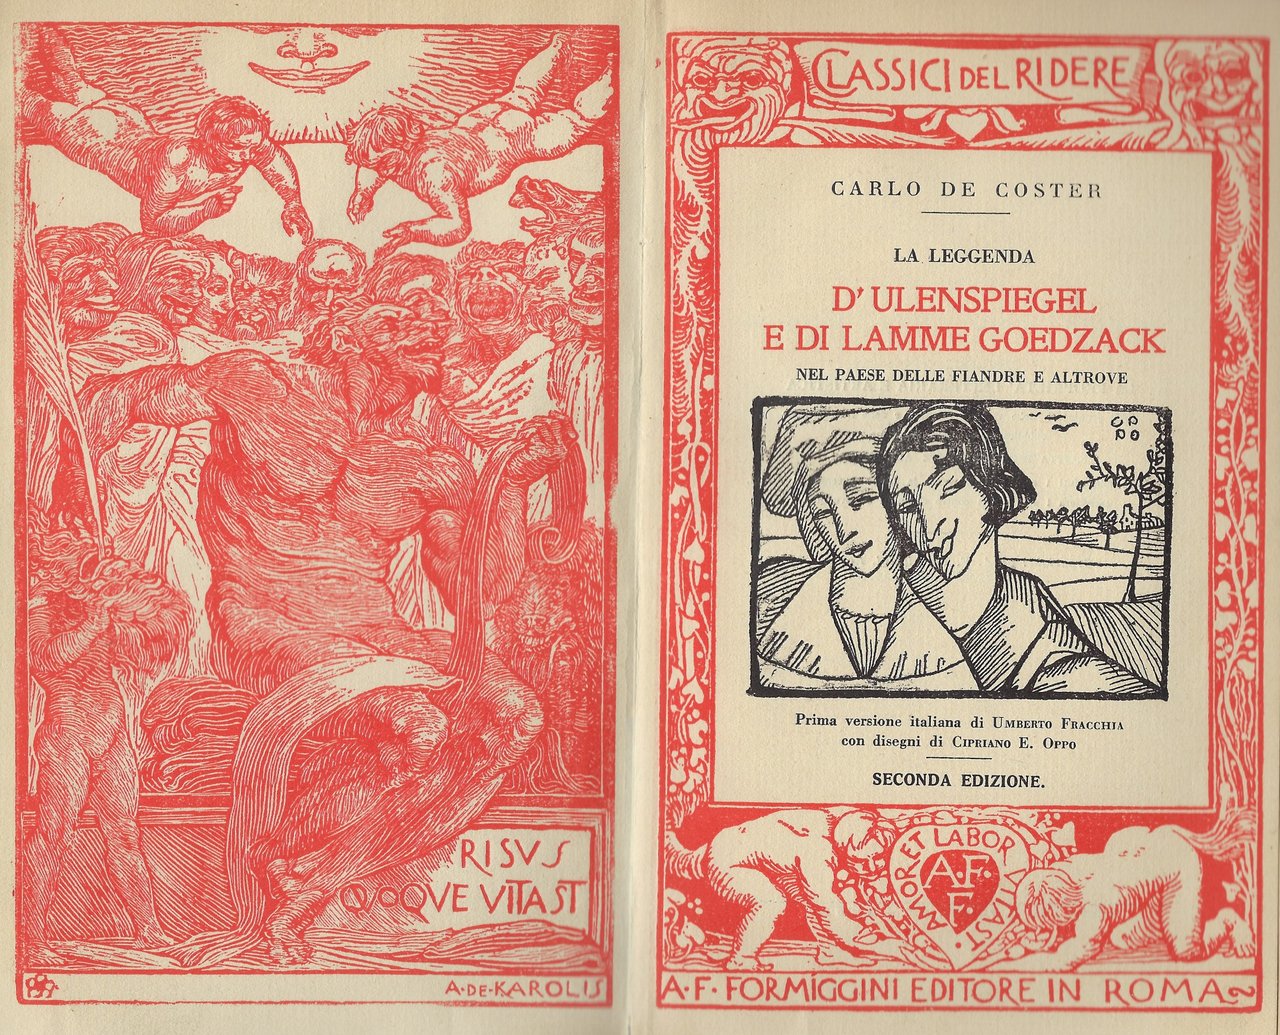 RISVS
QVOQVE VITAST
A·DE·KAROLIS
CLASSICI DEL RIDERE
CARLO DE COSTER
LA LEGGENDA
D'ULENSPIEGEL
E DI LAMME GOEDZACK
NEL PAESE DELLE FIANDRE E ALTROVE
Prima versione italiana di UMBERTO FRACCHIA
con disegni di CIPRIANO E. OPPO
SECONDA EDIZIONE.
AMOR ET LABOR VITAST.
A.F.
F.
A·F·FORMIGGINI EDITORE IN ROMA